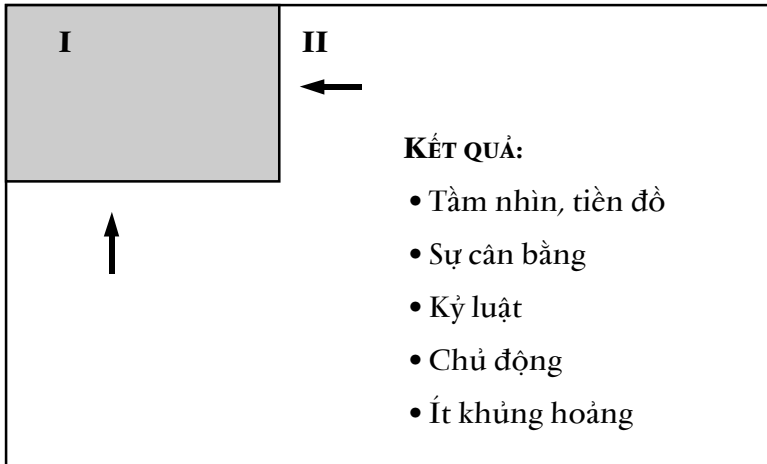 I
II
KẾT QUẢ:
• Tầm nhìn, tiền đồ
• Sự cân bằng
• Kỷ luật
• Chủ động
• Ít khủng hoảng